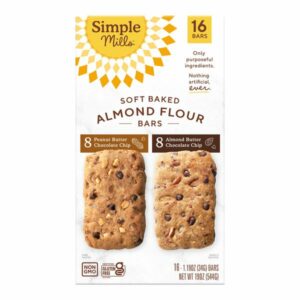 Simple
Mills
16
BARS
Only
purposeful
ingredients.
Nothing
artificial,
ever.
SOFT BAKED
ALMOND FLOUR
BARS
8 Peanut Butter
Chocolate Chip
8 Almond Butter
Chocolate Chip
NON
GMO
GLUTEN
FREE
16 - 1.19OZ (34G) BARS
NET WT 19OZ (544G)